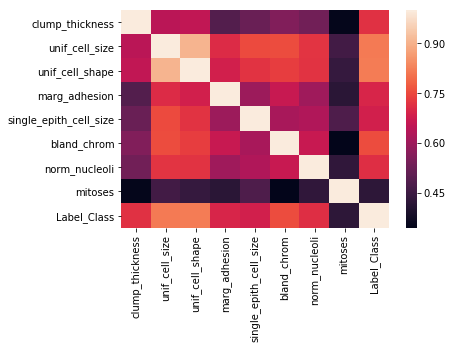 clump_thickness
unif_cell_size
unif_cell_shape
marg_adhesion
single_epith_cell_size
bland_chrom
norm_nucleoli
mitoses
Label_Class
clump_thickness
unif_cell_size
unif_cell_shape
marg_adhesion
single_epith_cell_size
bland_chrom
norm_nucleoli
mitoses
Label_Class
0.90
0.75
0.60
0.45